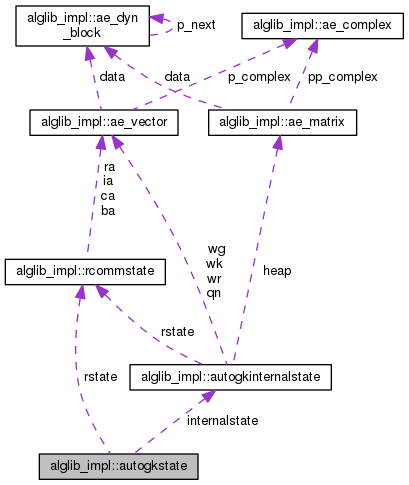 alglib_impl::ae_dyn
_block
p_next
alglib_impl::ae_complex
data
data
p_complex
pp_complex
alglib_impl::ae_vector
alglib_impl::ae_matrix
ra
ia
ca
ba
wg
wk
wr
qn
heap
alglib_impl::rcommstate
rstate
rstate
alglib_impl::autogkinternalstate
internalstate
alglib_impl::autogkstate